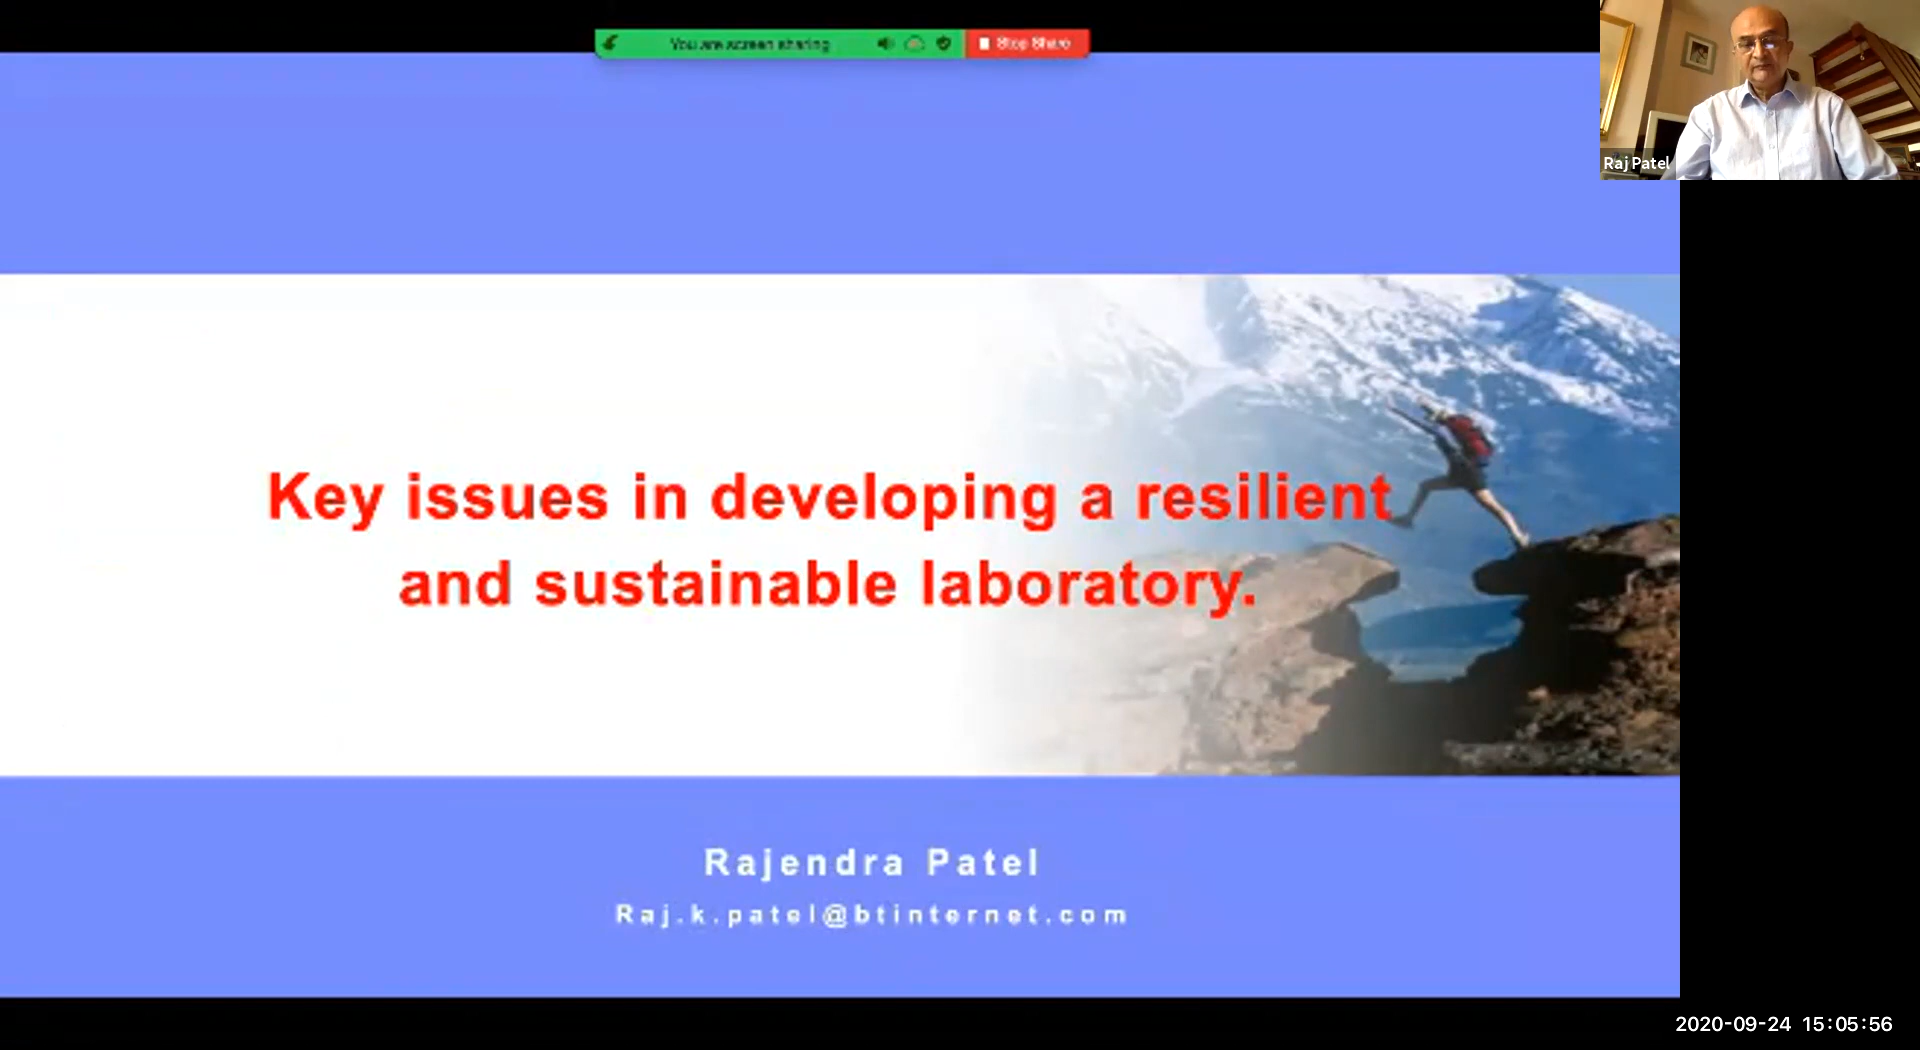 You are screen sharing
Stop Share
Raj Patel
Key issues in developing a resilient
and sustainable laboratory.
Rajendra Patel
Raj.k.patel@btinternet.com
2020-09-24 15:05:56